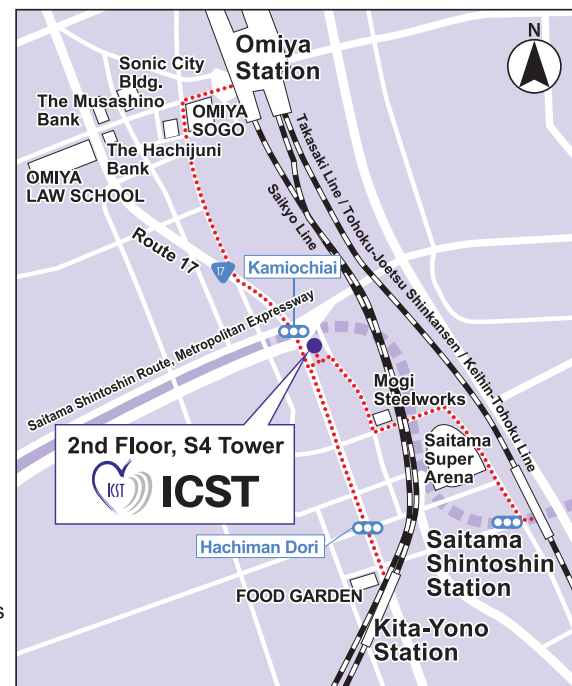 N
Omiya
Station
Sonic City
Bldg.
The Musashino
Bank
OMIYA
SOGO
The Hachijuni
Bank
OMIYA
LAW SCHOOL
Takasaki Line / Tohoku-Joetsu Shinkansen / Keihin-Tohoku Line
Saikyo Line
Route 17
17
Kamiochiai
Saitama Shintoshin Route, Metropolitan Expressway
Mogi
Steelworks
2nd Floor, S4 Tower
ICST
ICST
Saitama
Super
Arena
Hachiman Dori
Saitama
Shintoshin
Station
FOOD GARDEN
s
Kita-Yono
Station